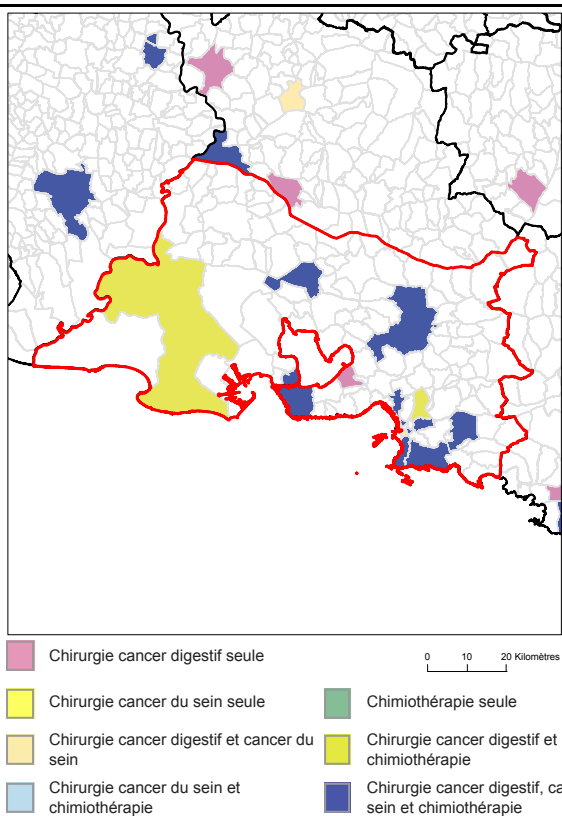 Chirurgie cancer digestif seule
0 10 20 Kilomètres
Chirurgie cancer du sein seule
Chimiothérapie seule
Chirurgie cancer digestif et cancer du
sein
Chirurgie cancer digestif et
chimiothérapie
Chirurgie cancer du sein et
chimiothérapie
Chirurgie cancer digestif, ca
sein et chimiothérapie